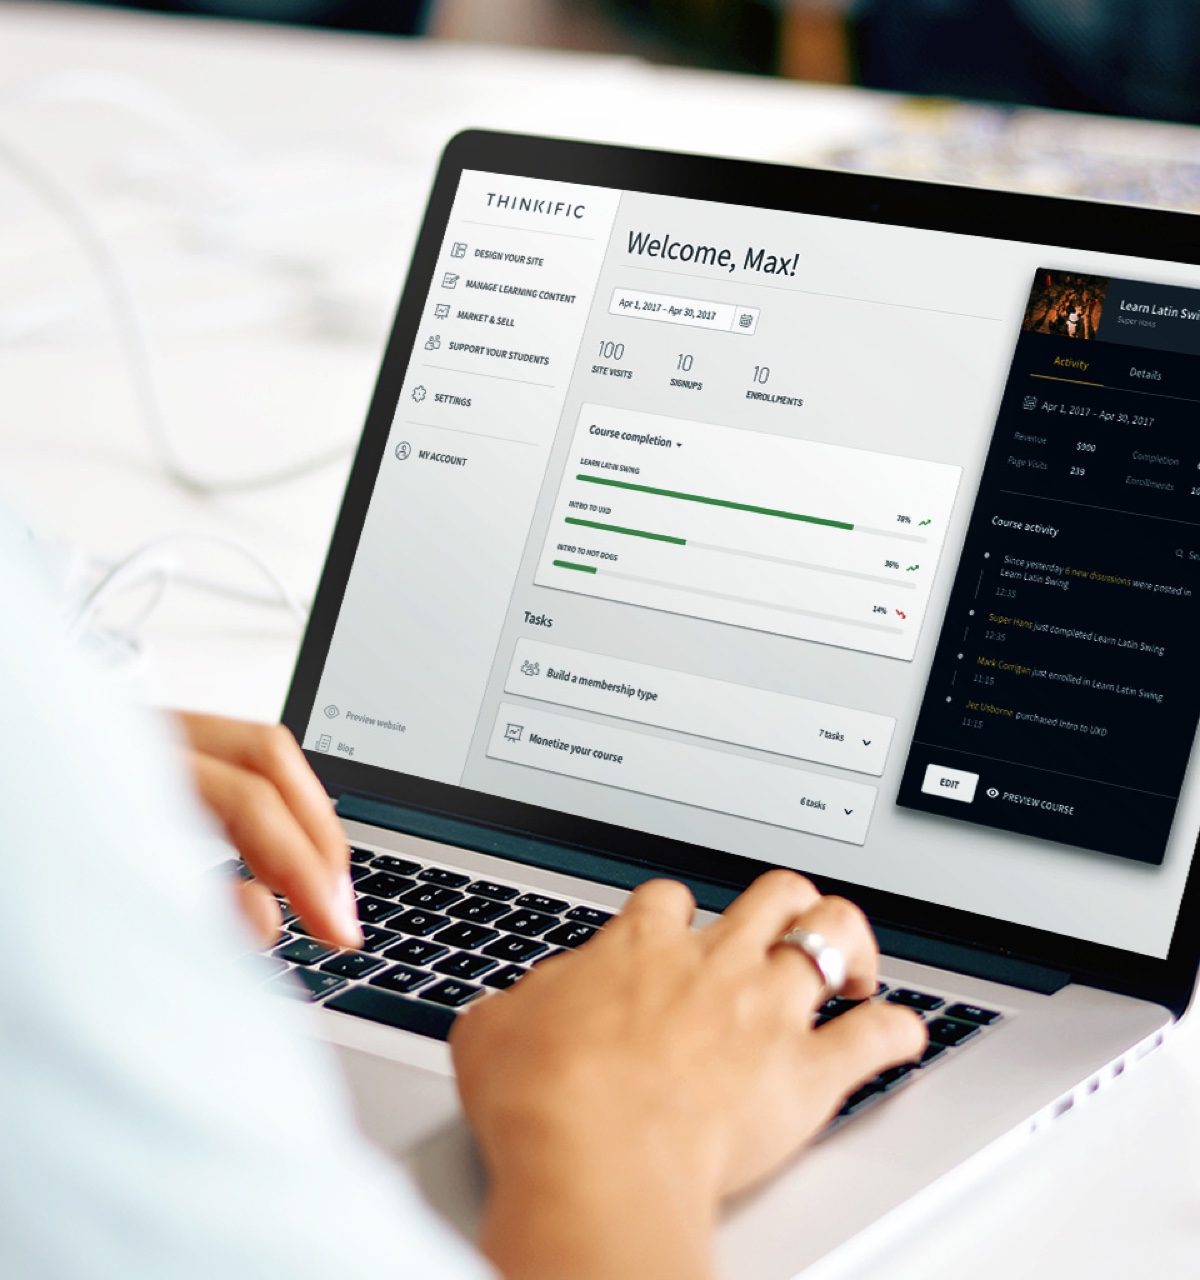 THINKIFIC
DESIGN YOUR SITE
MANAGE LEARNING CONTENT
MARKET & SELL
SUPPORT YOUR STUDENTS
SETTINGS
MY ACCOUNT
Preview website
Blog
Welcome, Max!
Apr 1, 2017 - Apr 30, 2017
100
SITE VISITS
10
SIGNUPS
10
ENROLLMENTS
Course completion
LEARN LATIN SWING
78%
INTRO TO UXD
36%
INTRO TO HOT DOGS
14%
Tasks
Build a membership type
7 tasks
Monetize your course
6 tasks
Learn Latin Swi
Super Hans
Activity
Details
Apr 1, 2017 - Apr 30, 2017
Revenue
$900
Completion
Page Visits
239
Enrollments
10
Course activity
Since yesterday 6 new disussions were posted in
Learn Latin Swing
12:35
Super Hans just completed Learn Latin Swing
12:35
Mark Corrigan just enrolled in Learn Latin Swing
11:15
Jez Usborne purchased Intro to UXD
11:15
EDIT
PREVIEW COURSE